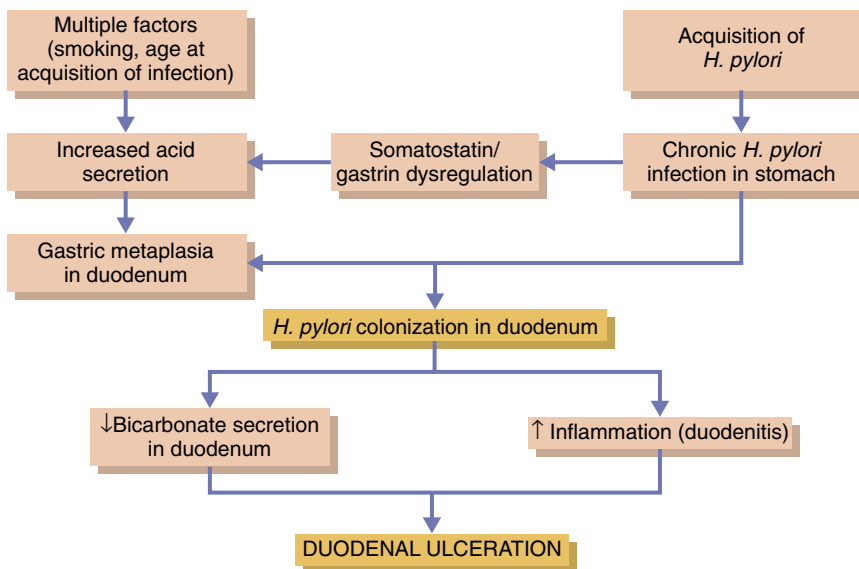 Multiple factors
(smoking, age at
acquisition of infection)
Acquisition of
H. pylori
Increased acid
secretion
Somatostatin/
gastrin dysregulation
Chronic H. pylori
infection in stomach
Gastric metaplasia
in duodenum
H. pylori colonization in duodenum
↓Bicarbonate secretion
in duodenum
↑ Inflammation (duodenitis)
DUODENAL ULCERATION